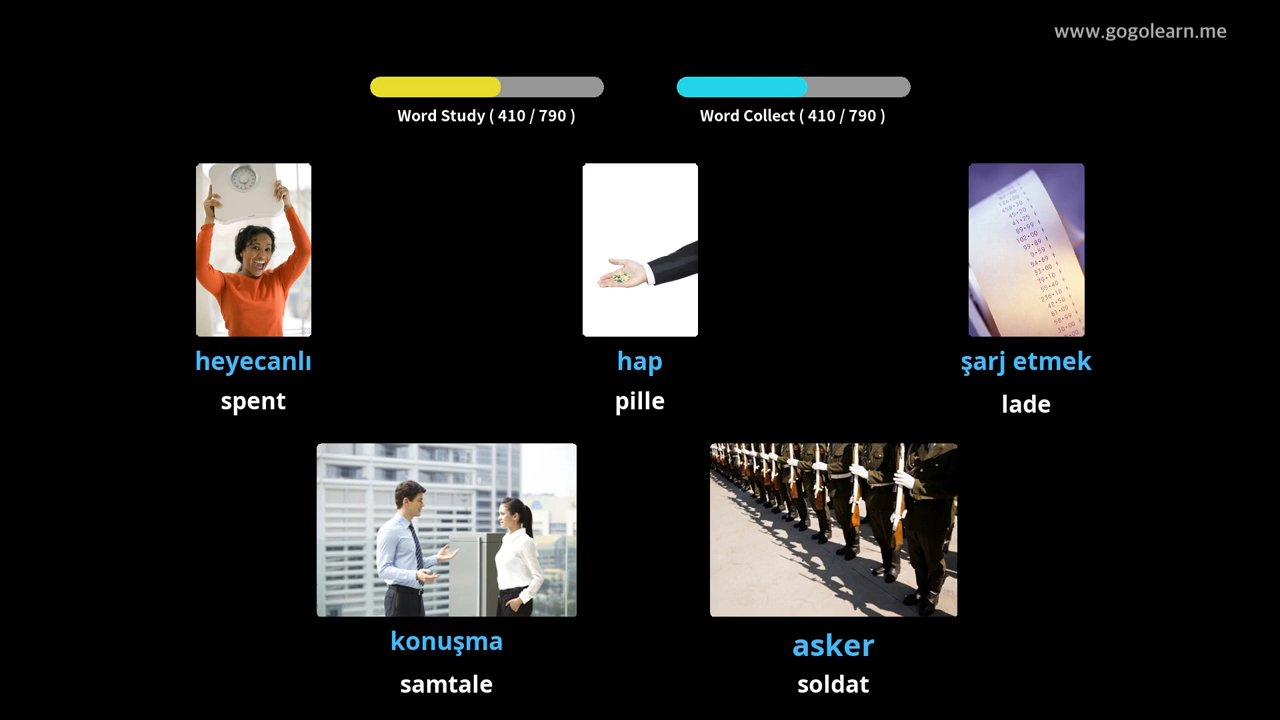 www.gogolearn.me
Word Study ( 410 / 790 )
Word Collect ( 410 / 790 )
heyecanlı
spent
hap
pille
şarj etmek
lade
konuşma
samtale
asker
soldat